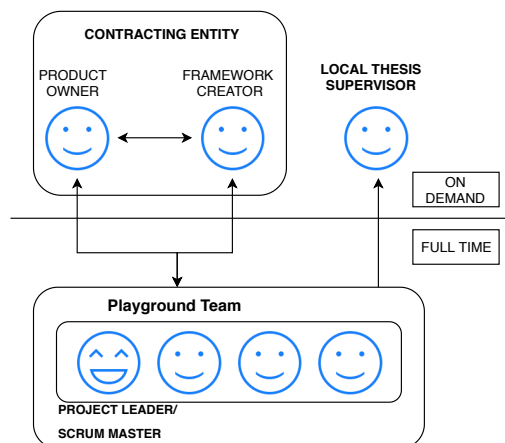 CONTRACTING ENTITY
PRODUCT
OWNER
FRAMEWORK
CREATOR
LOCAL THESIS
SUPERVISOR
ON
DEMAND
FULL TIME
Playground Team
PROJECT LEADER/
SCRUM MASTER